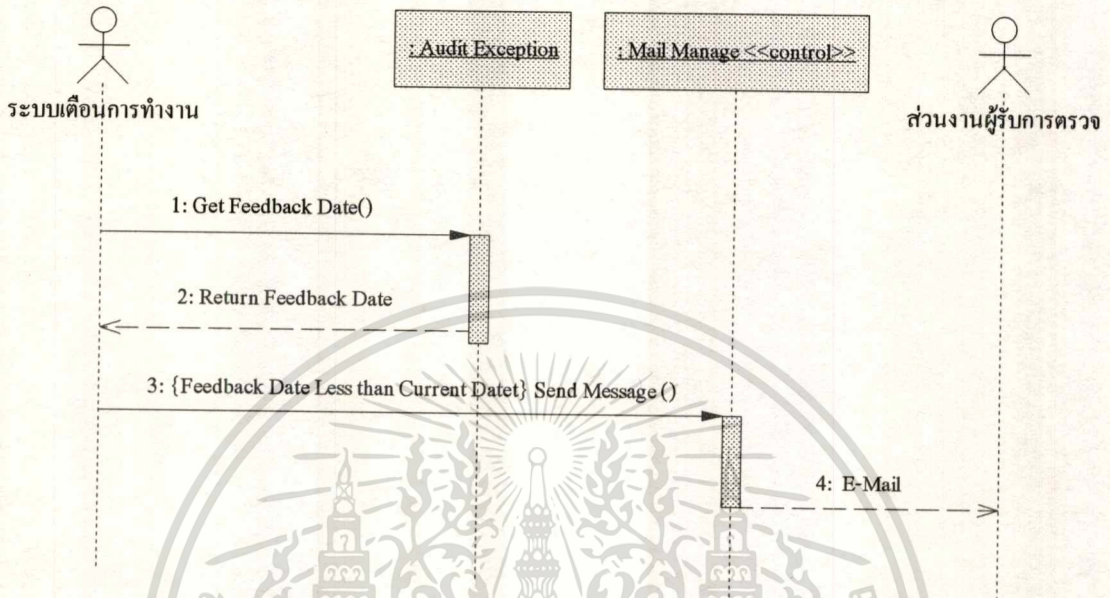 : Audit Exception
: Mail Manage <<control>>
ระบบเตือนการทำงาน
ส่วนงานผู้รับการตรวจ
1: Get Feedback Date()
2: Return Feedback Date
3: {Feedback Date Less than Current Datet} Send Message ()
4: E-Mail